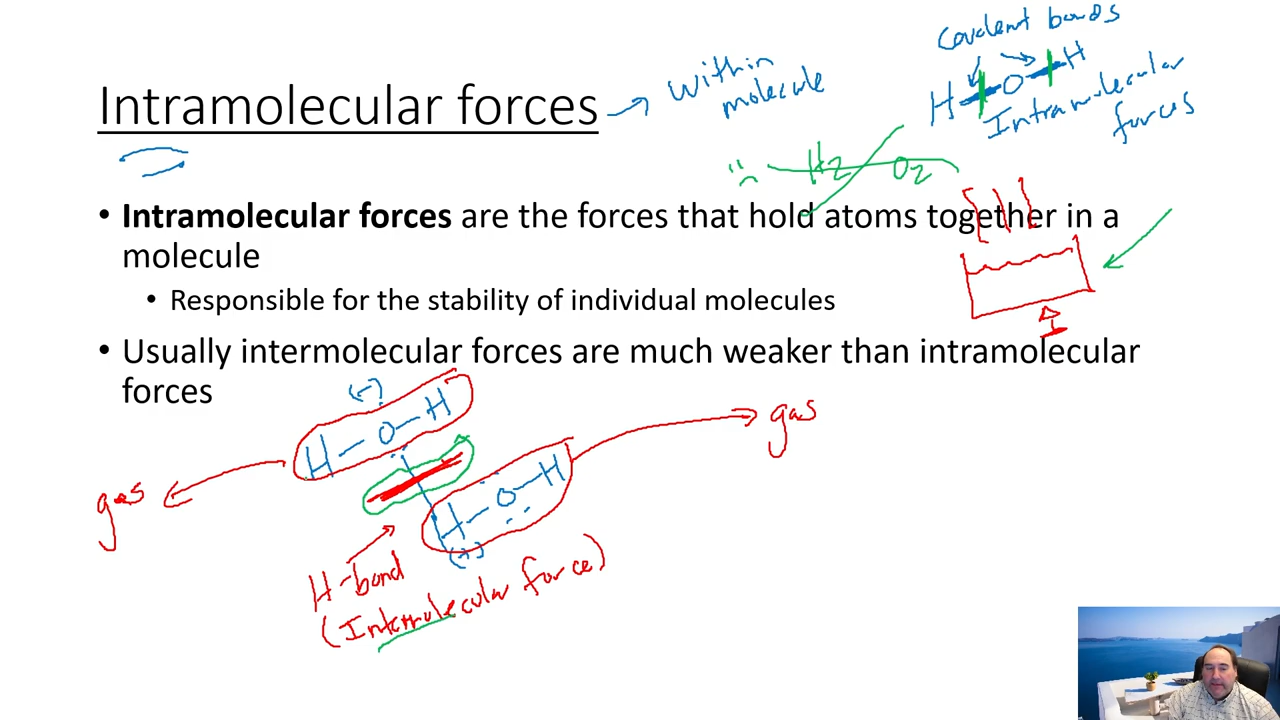 Covalent bonds
H-O-H
Intramolecular forces
Intramolecular forces
Within molecule
H2 O2
• Intramolecular forces are the forces that hold atoms together in a
molecule
• Responsible for the stability of individual molecules
• Usually intermolecular forces are much weaker than intramolecular
forces
(-)
H-O-H
gas
gas
H-O-H
(+)
H-bond
(Intermolecular force)